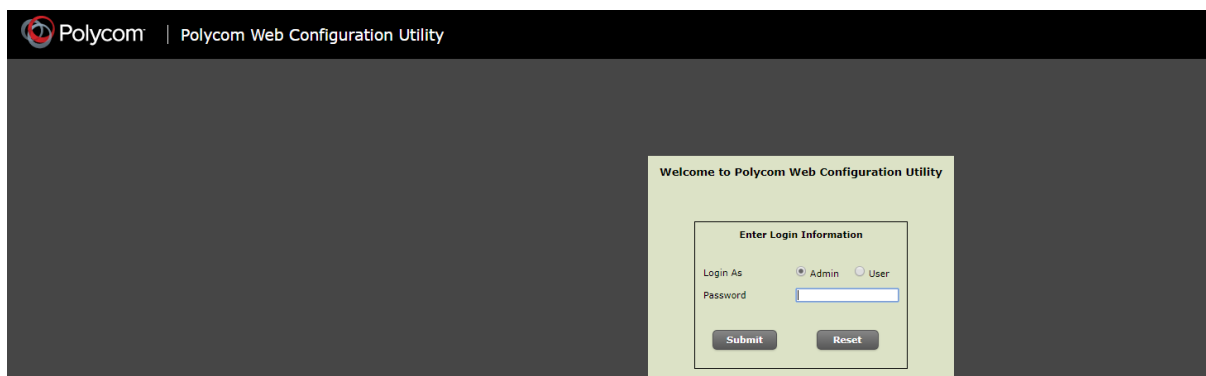 Polycom | Polycom Web Configuration Utility
Welcome to Polycom Web Configuration Utility
Enter Login Information
Login As Admin User
Password
Submit Reset